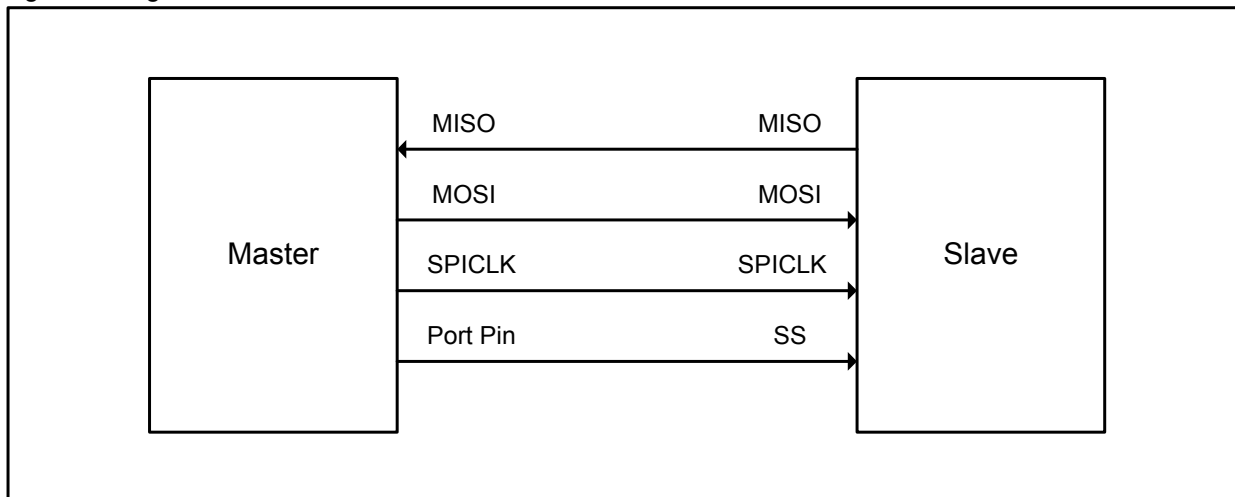 MISO MISO
MOSI MOSI
Master SPICLK SPICLK Slave
Port Pin SS